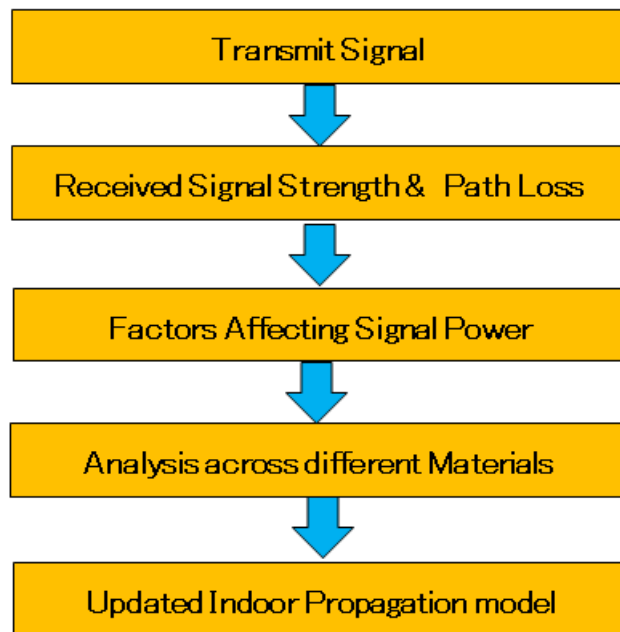 Transmit Signal
Received Signal Strength & Path Loss
Factors Affecting Signal Power
Analysis across different Materials
Updated Indoor Propagation model